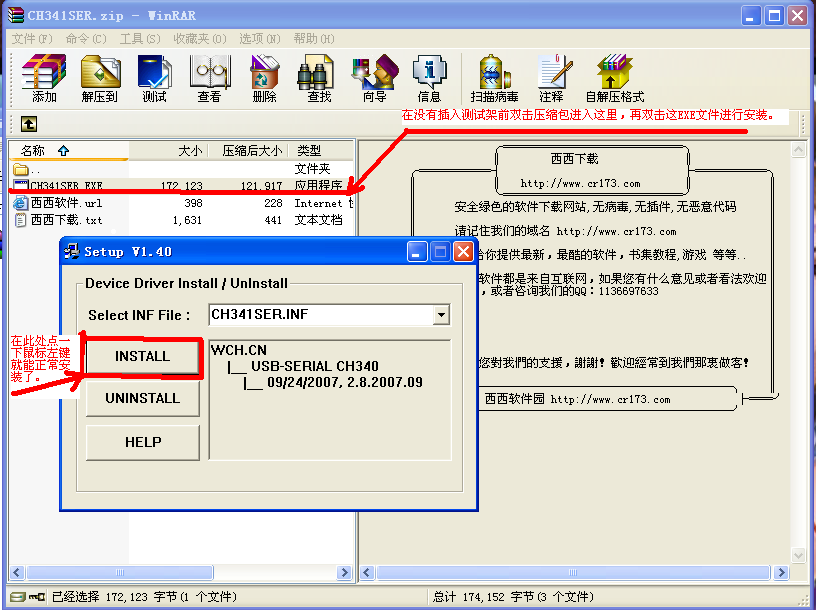 CH341SER.zip - WinRAR
文件(F) 命令(C) 工具(S) 收藏夹(O) 选项(N) 帮助(H)
添加 解压到 测试 查看 删除 查找 向导 信息 扫描病毒 注释 自解压格式
在没有插入测试架前双击压缩包进入这里，再双击这EXE文件进行安装。
名称 大小 压缩后大小 类型
.. 文件夹
CH341SER.EXE 172,123 121,917 应用程序
西西软件.url 398 228 Internet
西西下载.txt 1,631 441 文本文档
西西下载
http://www.cr173.com
安全绿色的软件下载网站,无病毒,无插件,无恶意代码
请记住我们的域名 http://www.cr173.com
给你提供最新，最酷的软件，书集教程,游戏 等等..
软件都是来自互联网，如果您有什么意见或者看法欢迎
，或者咨询我们的QQ：1136697633
您對我們的支援，謝謝！歡迎經常到我們那裏做客！
西西软件园 http://www.cr173.com
Setup V1.40
Device Driver Install / UnInstall
Select INF File : CH341SER.INF
在此处点一
下鼠标左键
就能正常安
装了。
INSTALL
UNINSTALL
HELP
WCH.CN
|__ USB-SERIAL CH340
|__ 09/24/2007, 2.8.2007.09
已经选择 172,123 字节(1 个文件) 总计 174,152 字节(3 个文件)